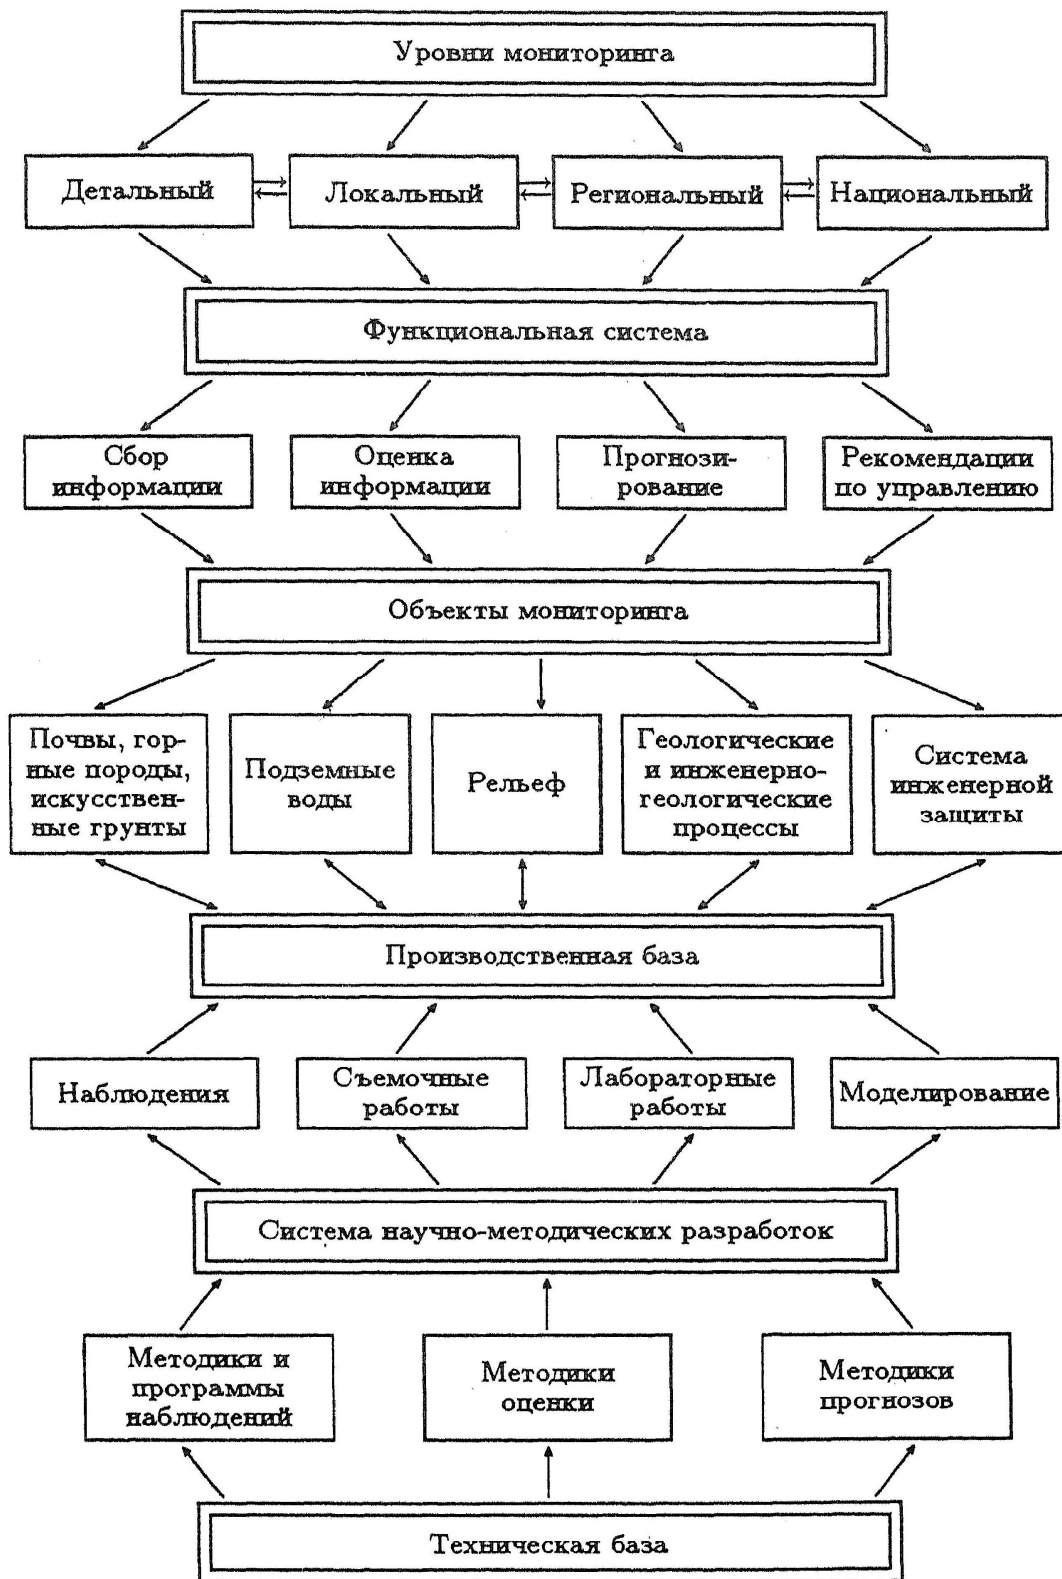 Уровни мониторинга
Детальный
Локальный
Региональный
Национальный
Функциональная система
Сбор
информации
Оценка
информации
Прогнози-
рование
Рекомендации
по управлению
Объекты мониторинга
Почвы, гор-
ные породы,
искусствен-
ные грунты
Подземные
воды
Рельеф
Геологические
и инженерно-
геологические
процессы
Система
инженерной
защиты
Производственная база
Наблюдения
Съемочные
работы
Лабораторные
работы
Моделирование
Система научно-методических разработок
Методики и
программы
наблюдений
Методики
оценки
Методики
прогнозов
Техническая база